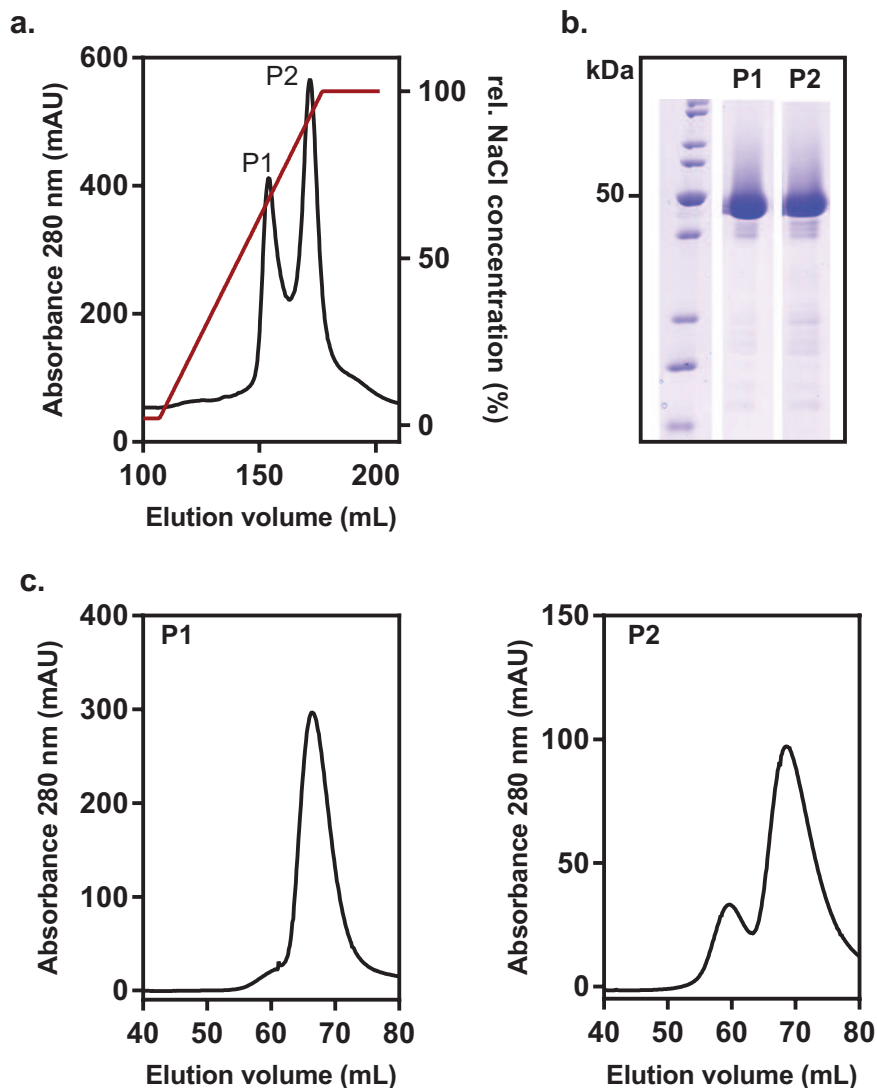 a.
600
400
200
0
Absorbance 280 nm (mAU)
P1
P2
100
50
0
rel. NaCl concentration (%)
100
150
200
Elution volume (mL)
b.
kDa
P1
P2
50
c.
400
300
200
100
0
Absorbance 280 nm (mAU)
P1
40
50
60
70
80
Elution volume (mL)
150
100
50
0
Absorbance 280 nm (mAU)
P2
40
50
60
70
80
Elution volume (mL)